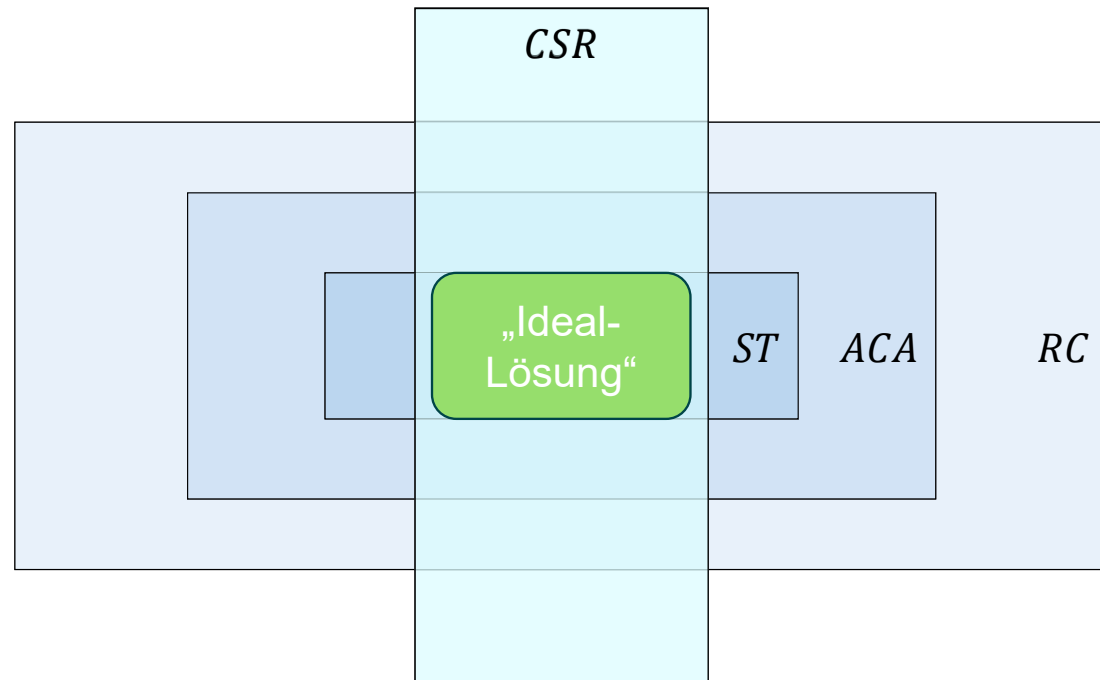 CSR
„Ideal-
Lösung“
ST
ACA
RC